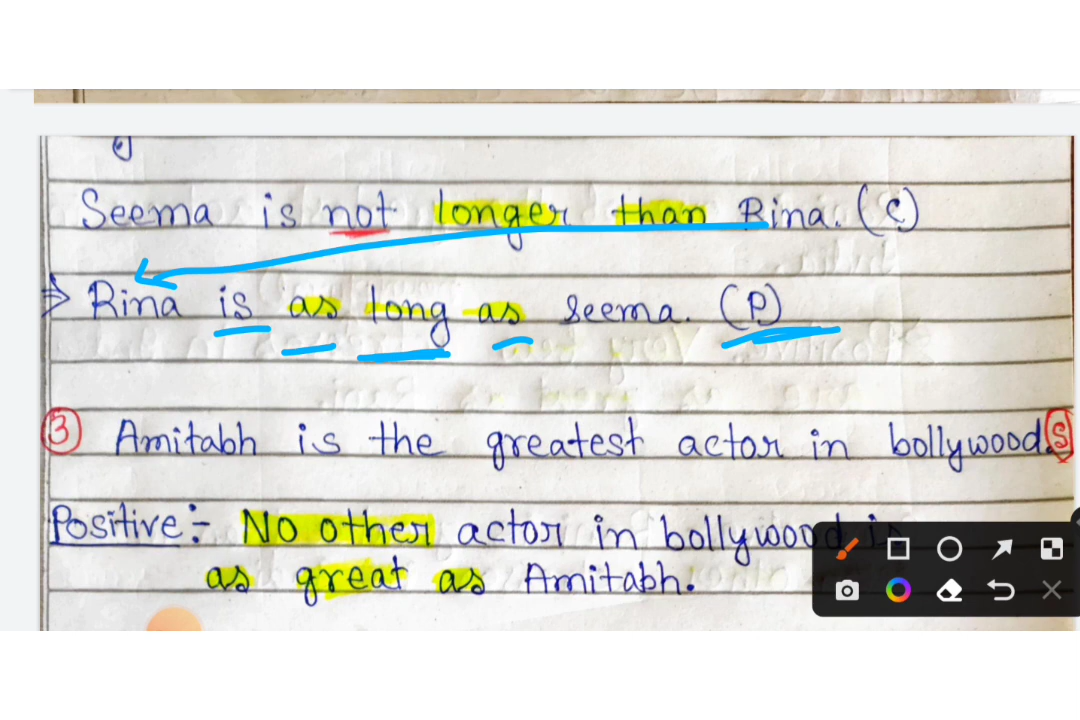 Seema is not longer than Rina. (C)
⇒ Rina is as long as Seema. (P)
③ Amitabh is the greatest actor in bollywood. Ⓢ
Positive:- No other actor in bollywood is
as great as Amitabh.